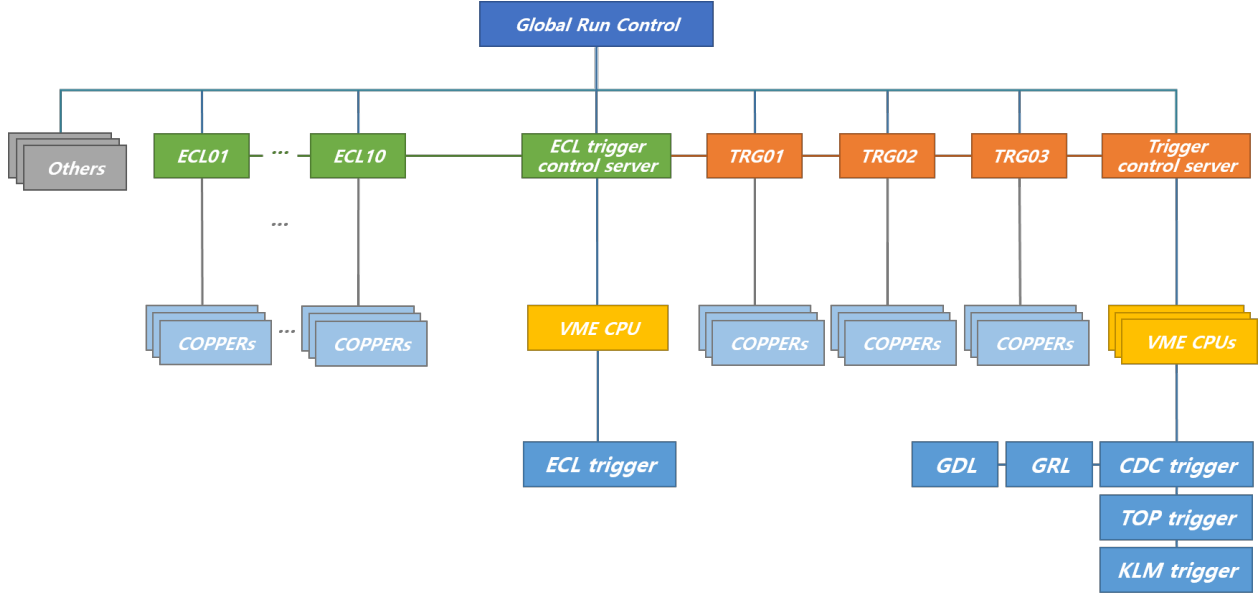 Global Run Control
Others
ECL01
...
ECL10
ECL trigger
control server
TRG01
TRG02
TRG03
Trigger
control server
...
COPPERs
...
COPPERs
VME CPU
COPPERs
COPPERs
COPPERs
VME CPUs
ECL trigger
GDL
GRL
CDC trigger
TOP trigger
KLM trigger